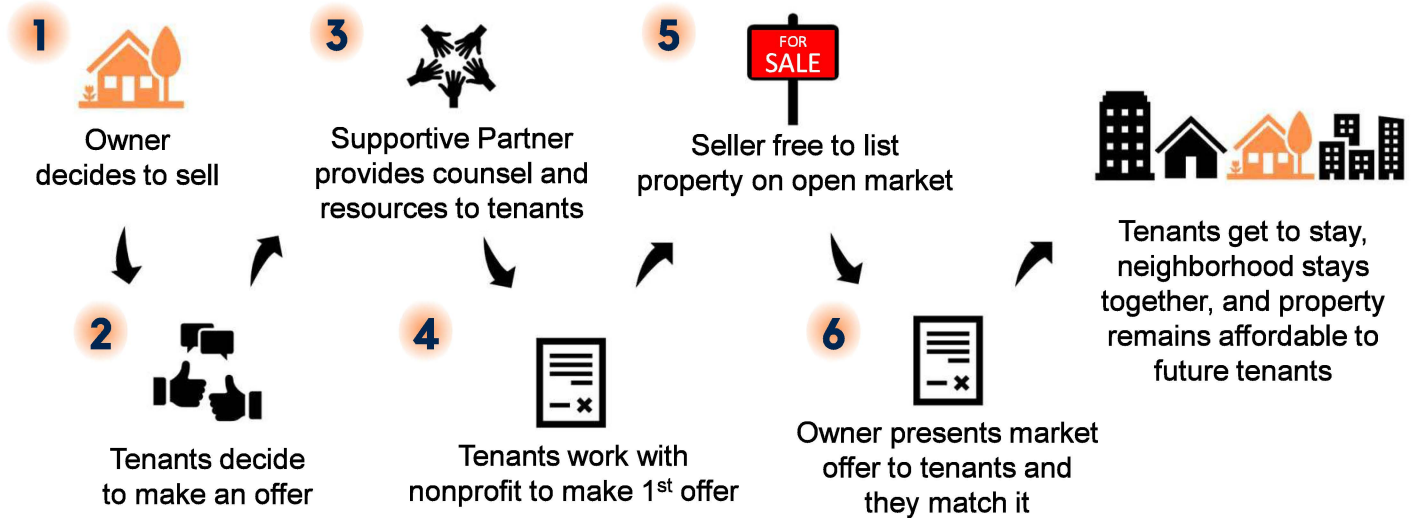 1
Owner
decides to sell
2
Tenants decide
to make an offer
3
Supportive Partner
provides counsel and
resources to tenants
4
Tenants work with
nonprofit to make 1st offer
5
FOR
SALE
Seller free to list
property on open market
6
Owner presents market
offer to tenants and
they match it
Tenants get to stay,
neighborhood stays
together, and property
remains affordable to
future tenants